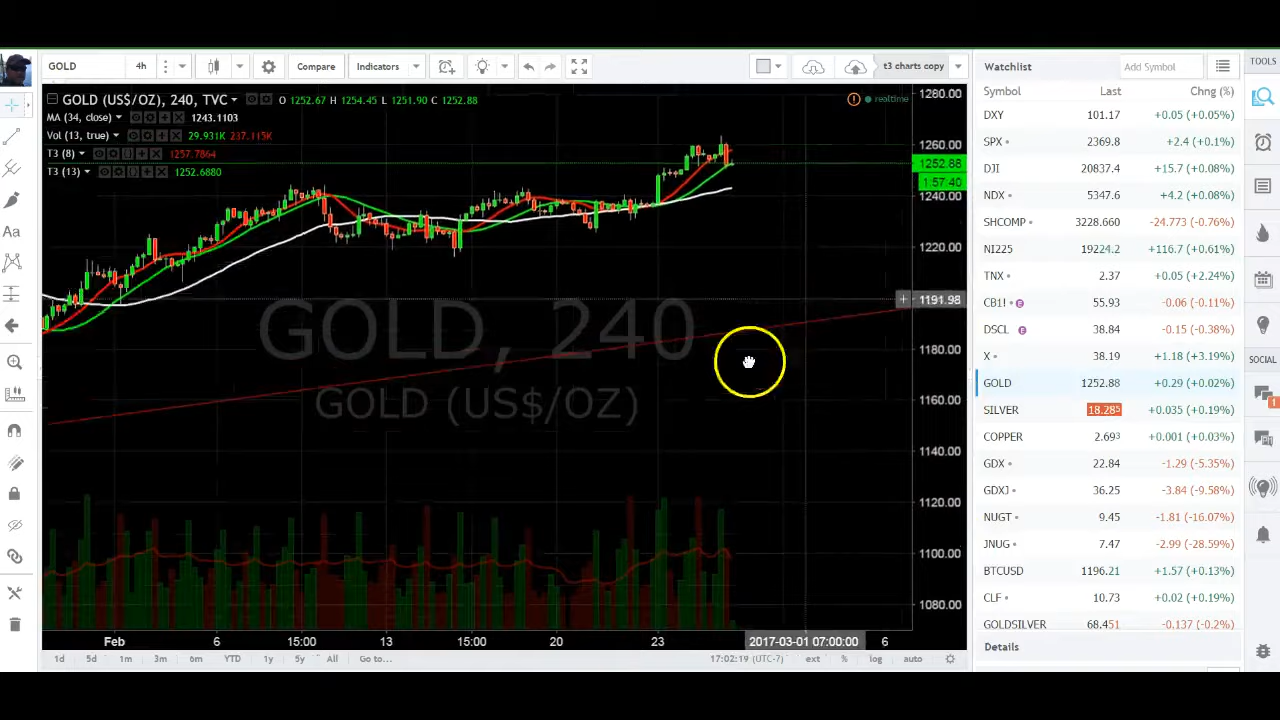 GOLD 4h Compare Indicators t3 charts copy
GOLD (US$/OZ), 240, TVC O 1252.67 H 1254.45 L 1251.90 C 1252.88 realtime
MA (34, close) 1243.1103
Vol (13, true) 29.931K 237.115K
T3 (8) 1257.7864
T3 (13) 1252.6880
GOLD, 240
GOLD (US$/OZ)
1280.00
1260.00
1252.88
1:57:40
1240.00
1220.00
1191.98
1180.00
1160.00
1140.00
1120.00
1100.00
1080.00
Feb 6 15:00 13 15:00 20 23 2017-03-01 07:00:00 6
1d 5d 1m 3m 6m YTD 1y 5y All Go to... 17:02:19 (UTC-7) ext % log auto
Watchlist Add Symbol
Symbol Last Chng (%)
DXY 101.17 +0.05 (+0.05%)
SPX 2369.8 +2.4 (+0.1%)
DJI 20837.4 +15.7 (+0.08%)
NDX 5347.6 +4.2 (+0.08%)
SHCOMP 3228.660 -24.773 (-0.76%)
NI225 19224.2 +116.7 (+0.61%)
TNX 2.37 +0.05 (+2.24%)
CB1! E 55.93 -0.06 (-0.11%)
DSCL E 38.84 -0.15 (-0.38%)
X 38.19 +1.18 (+3.19%)
GOLD 1252.88 +0.29 (+0.02%)
SILVER 18.285 +0.035 (+0.19%)
COPPER 2.693 +0.001 (+0.03%)
GDX 22.84 -1.29 (-5.35%)
GDXJ 36.25 -3.84 (-9.58%)
NUGT 9.45 -1.81 (-16.07%)
JNUG 7.47 -2.99 (-28.59%)
BTCUSD 1196.21 +1.57 (+0.13%)
CLF 10.73 +0.02 (+0.19%)
GOLDSILVER 68.451 -0.137 (-0.2%)
Details
TOOLS
SOCIAL
1
Aa